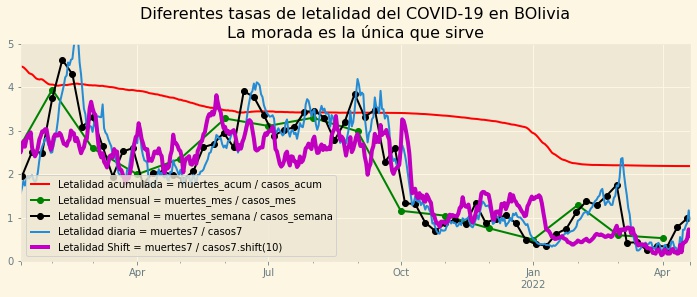 Diferentes tasas de letalidad del COVID-19 en BOlivia
La morada es la única que sirve
5
4
3
2
1
0
Letalidad acumulada = muertes_acum / casos_acum
Letalidad mensual = muertes_mes / casos_mes
Letalidad semanal = muertes_semana / casos_semana
Letalidad diaria = muertes7 / casos7
Letalidad Shift = muertes7 / casos7.shift(10)
Apr
Jul
Oct
Jan
2022
Apr